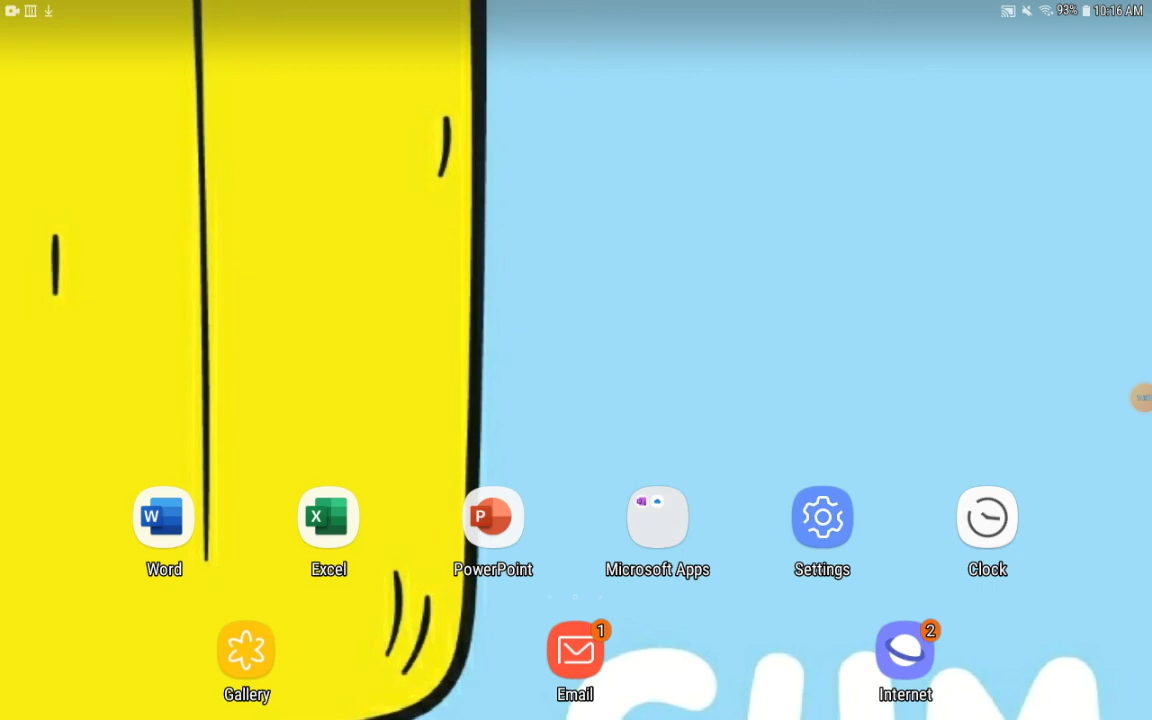 93% 10:16 AM
W
X
P
Word
Excel
PowerPoint
Microsoft Apps
Settings
Clock
1
2
Gallery
Email
Internet